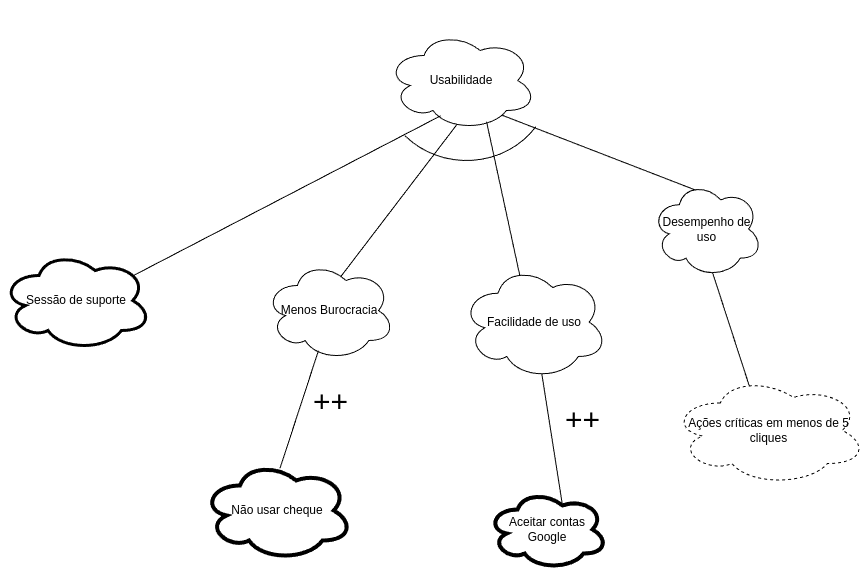 Usabilidade
Desempenho de
uso
Sessão de suporte
Menos Burocracia
Facilidade de uso
++
++
Ações críticas em menos de 5
cliques
Não usar cheque
Aceitar contas
Google